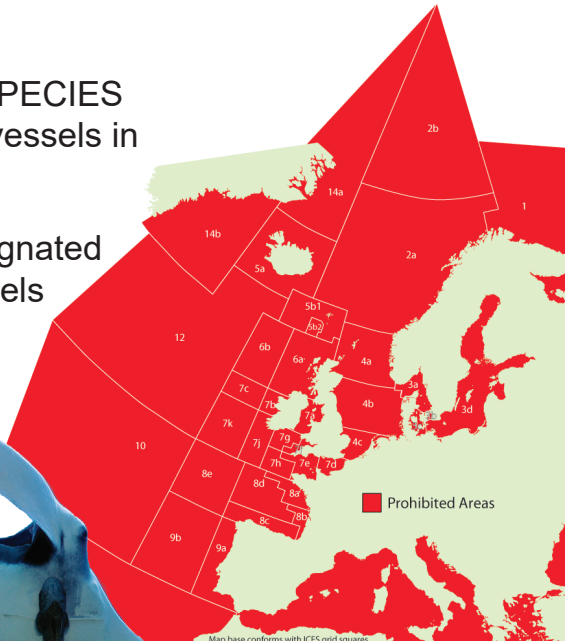 PECIES
vessels in
gnated
els
2b
1
14a
14b
2a
5a
5b1
5b2
12
6b
6a
4a
7c
7b
7a
4b
3a
3d
7k
7j
7g
4c
10
7h
7e
7d
8e
8d
8a
8b
8c
9b
9a
Prohibited Areas
Map base conforms with ICES grid squares